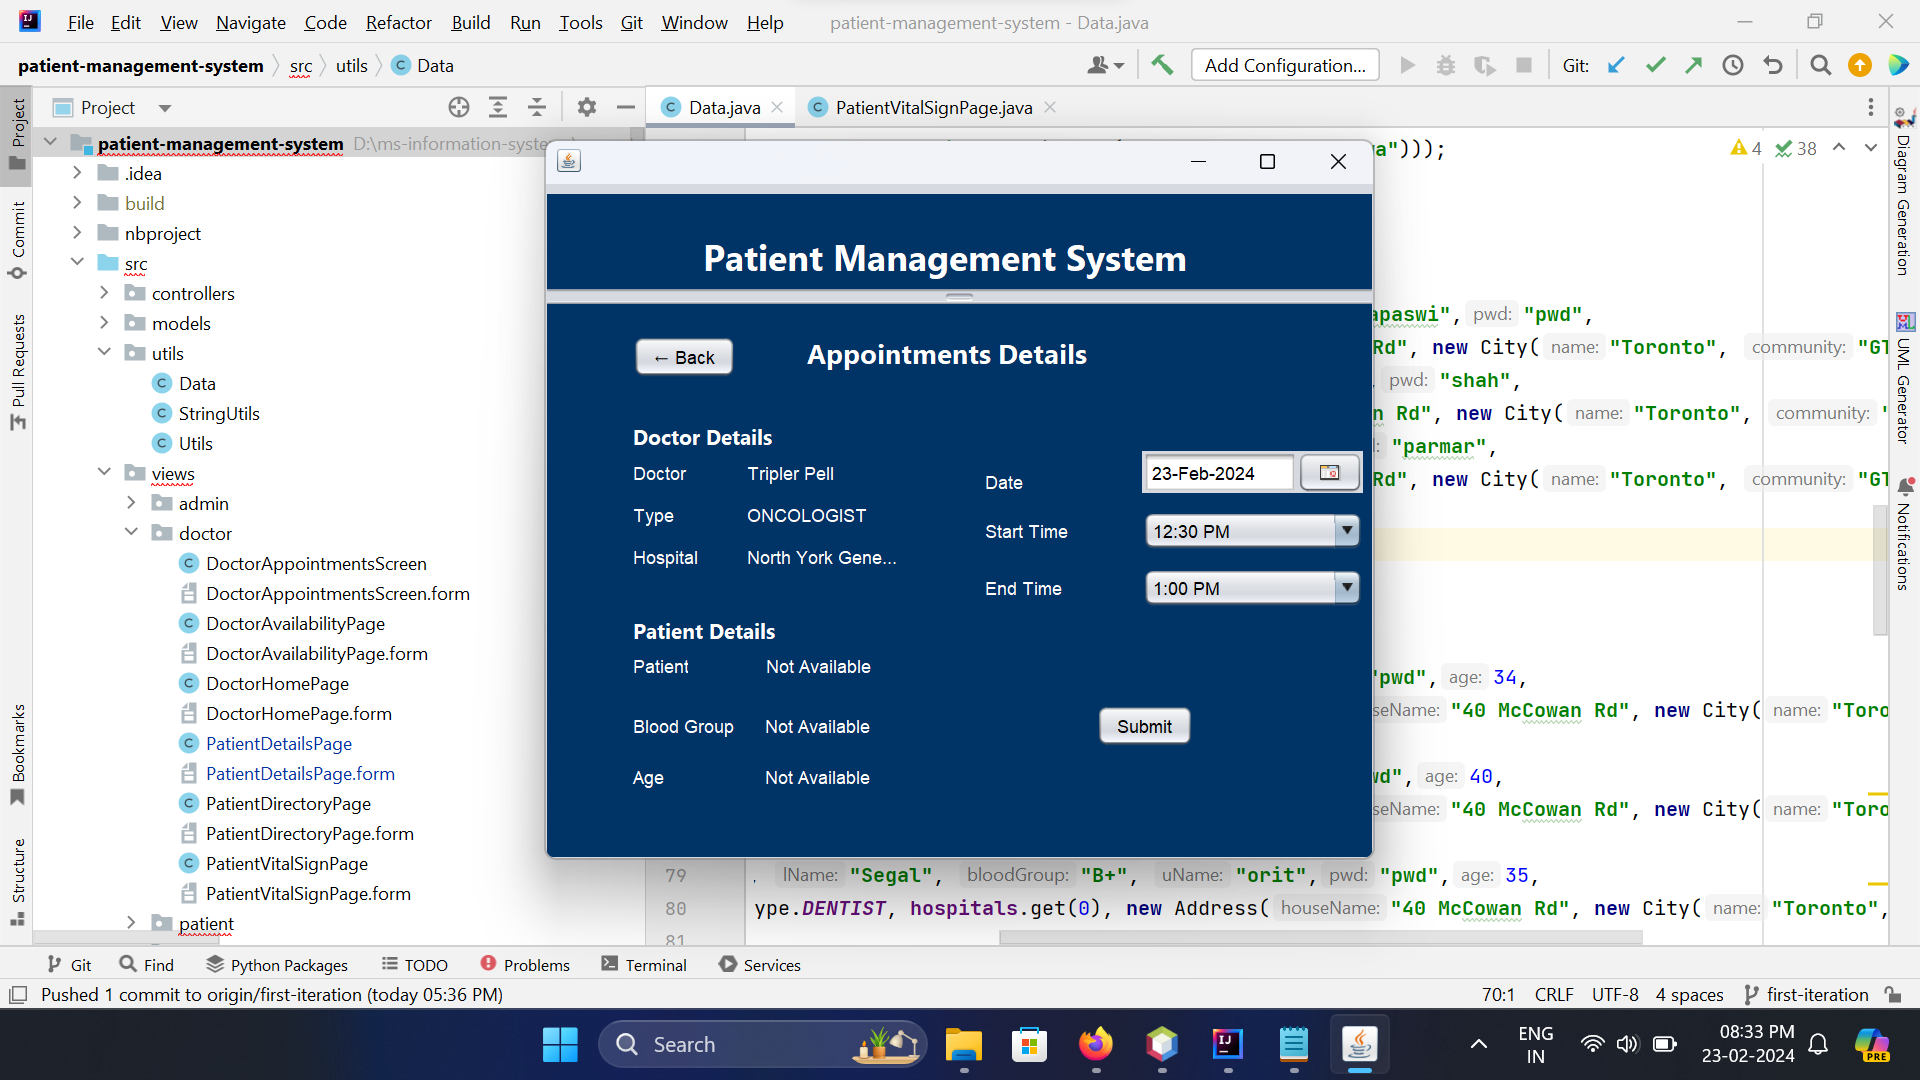 File Edit View Navigate Code Refactor Build Run Tools Git Window Help patient-management-system - Data.java
patient-management-system src utils Data Add Configuration... Git:
Project Data.java PatientVitalSignPage.java
patient-management-system D:\ms-information-syste
.idea
build
nbproject
src
controllers
models
utils
Data
StringUtils
Utils
views
admin
doctor
DoctorAppointmentsScreen
DoctorAppointmentsScreen.form
DoctorAvailabilityPage
DoctorAvailabilityPage.form
DoctorHomePage
DoctorHomePage.form
PatientDetailsPage
PatientDetailsPage.form
PatientDirectoryPage
PatientDirectoryPage.form
PatientVitalSignPage
PatientVitalSignPage.form
patient
Project
Commit
Pull Requests
Bookmarks
Structure
Patient Management System
← Back
Appointments Details
Doctor Details
Doctor Tripler Pell
Type ONCOLOGIST
Hospital North York Gene...
Date 23-Feb-2024
Start Time 12:30 PM
End Time 1:00 PM
Patient Details
Patient Not Available
Blood Group Not Available
Age Not Available
Submit
a")));
4 38
apaswi", pwd: "pwd",
Rd", new City( name: "Toronto", community: "GT
pwd: "shah",
n Rd", new City( name: "Toronto", community: "
: "parmar",
Rd", new City( name: "Toronto", community: "GT
"pwd", age: 34,
seName: "40 McCowan Rd", new City( name: "Toro
wd", age: 40,
seName: "40 McCowan Rd", new City( name: "Toro
79 , lName: "Segal", bloodGroup: "B+", uName: "orit", pwd: "pwd", age: 35,
80 ype.DENTIST, hospitals.get(0), new Address( houseName: "40 McCowan Rd", new City( name: "Toronto",
81
Diagram Generation
UML Generator
Notifications
Git Find Python Packages TODO Problems Terminal Services
Pushed 1 commit to origin/first-iteration (today 05:36 PM) 70:1 CRLF UTF-8 4 spaces first-iteration
Search
ENG
IN
08:33 PM
23-02-2024
PRE